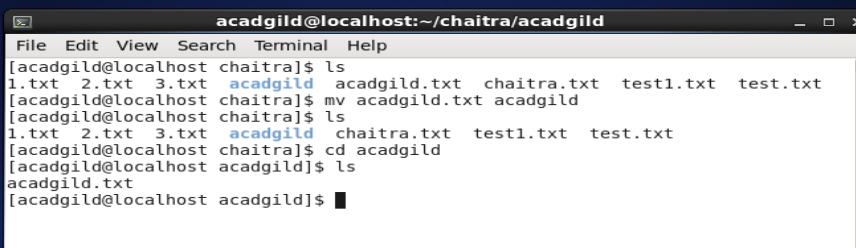 acadgild@localhost:~/chaitra/acadgild
File Edit View Search Terminal Help
[acadgild@localhost chaitra]$ ls
1.txt  2.txt  3.txt  acadgild  acadgild.txt  chaitra.txt  test1.txt  test.txt
[acadgild@localhost chaitra]$ mv acadgild.txt acadgild
[acadgild@localhost chaitra]$ ls
1.txt  2.txt  3.txt  acadgild  chaitra.txt  test1.txt  test.txt
[acadgild@localhost chaitra]$ cd acadgild
[acadgild@localhost acadgild]$ ls
acadgild.txt
[acadgild@localhost acadgild]$